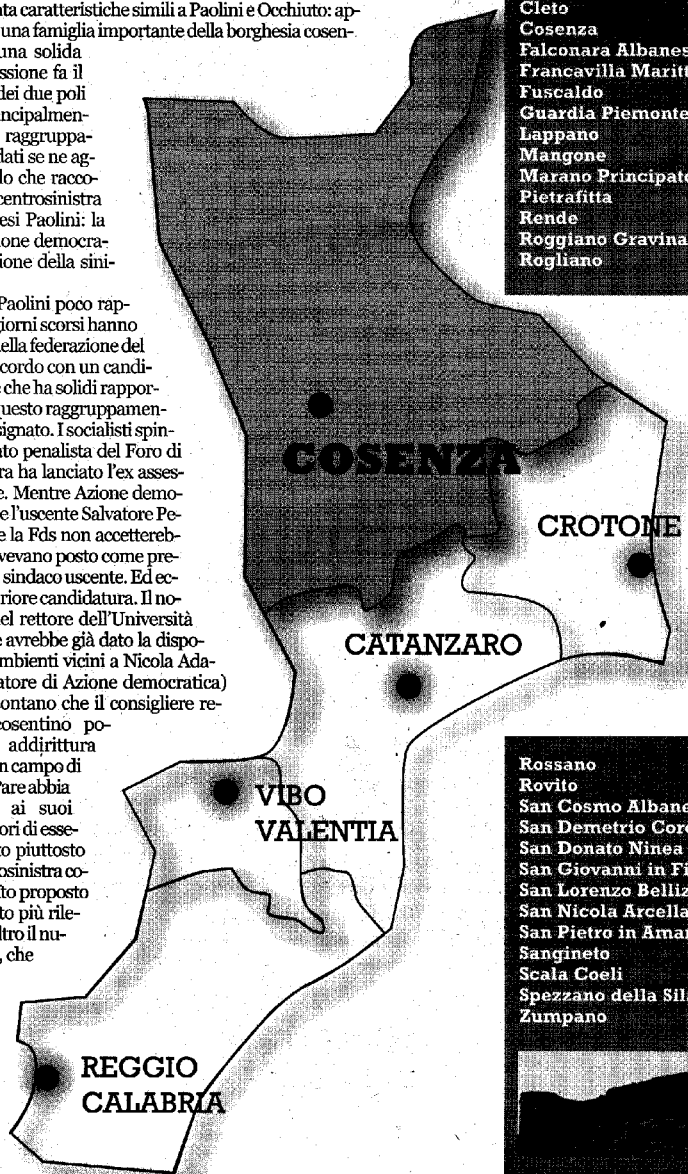 ta caratteristiche simili a Paolini e Occhiuto: ap-
una famiglia importante della borghesia cosen-
una solida
ssione fa il
dei due poli
ncipalmen-
raggruppa-
dati se ne ag-
lo che racco-
centrosinistra
esi Paolini: la
one democra-
zione della sini-
Paolini poco rap-
giorni scorsi hanno
della federazione del
ccordo con un candi-
e che ha solidi rappor-
questo raggruppamen-
signato. I socialisti spin-
to penalista del Foro di
ra ha lanciato l'ex asses-
e. Mentre Azione demo-
e l'uscente Salvatore Pe-
e la Fds non accettereb-
vevano posto come pre-
sindaco uscente. Ed ec-
riore candidatura. Il no-
el rettore dell'Università
e avrebbe già dato la dispo-
mbienti vicini a Nicola Ada-
atore di Azione democratica)
ontano che il consigliere re-
cosentino po-
addirittura
n campo di
Pare abbia
ai suoi
ori di esse-
to piuttosto
osinistra co-
to proposto
to più rile-
ltro il nu-
, che
COSENZA
CROTONE
CATANZARO
VIBO
VALENTIA
REGGIO
CALABRIA
Cleto
Cosenza
Falconara Albanes
Francavilla Maritt
Fuscaldo
Guardia Piemonte
Lappano
Mangone
Marano Principato
Pietrafitta
Rende
Roggiano Gravina
Rogliano
Rossano
Rovito
San Cosmo Albane
San Demetrio Coro
San Donato Ninea
San Giovanni in Fi
San Lorenzo Belliz
San Nicola Arcella
San Pietro in Aman
Sangineto
Scala Coeli
Spezzano della Sil
Zumpano